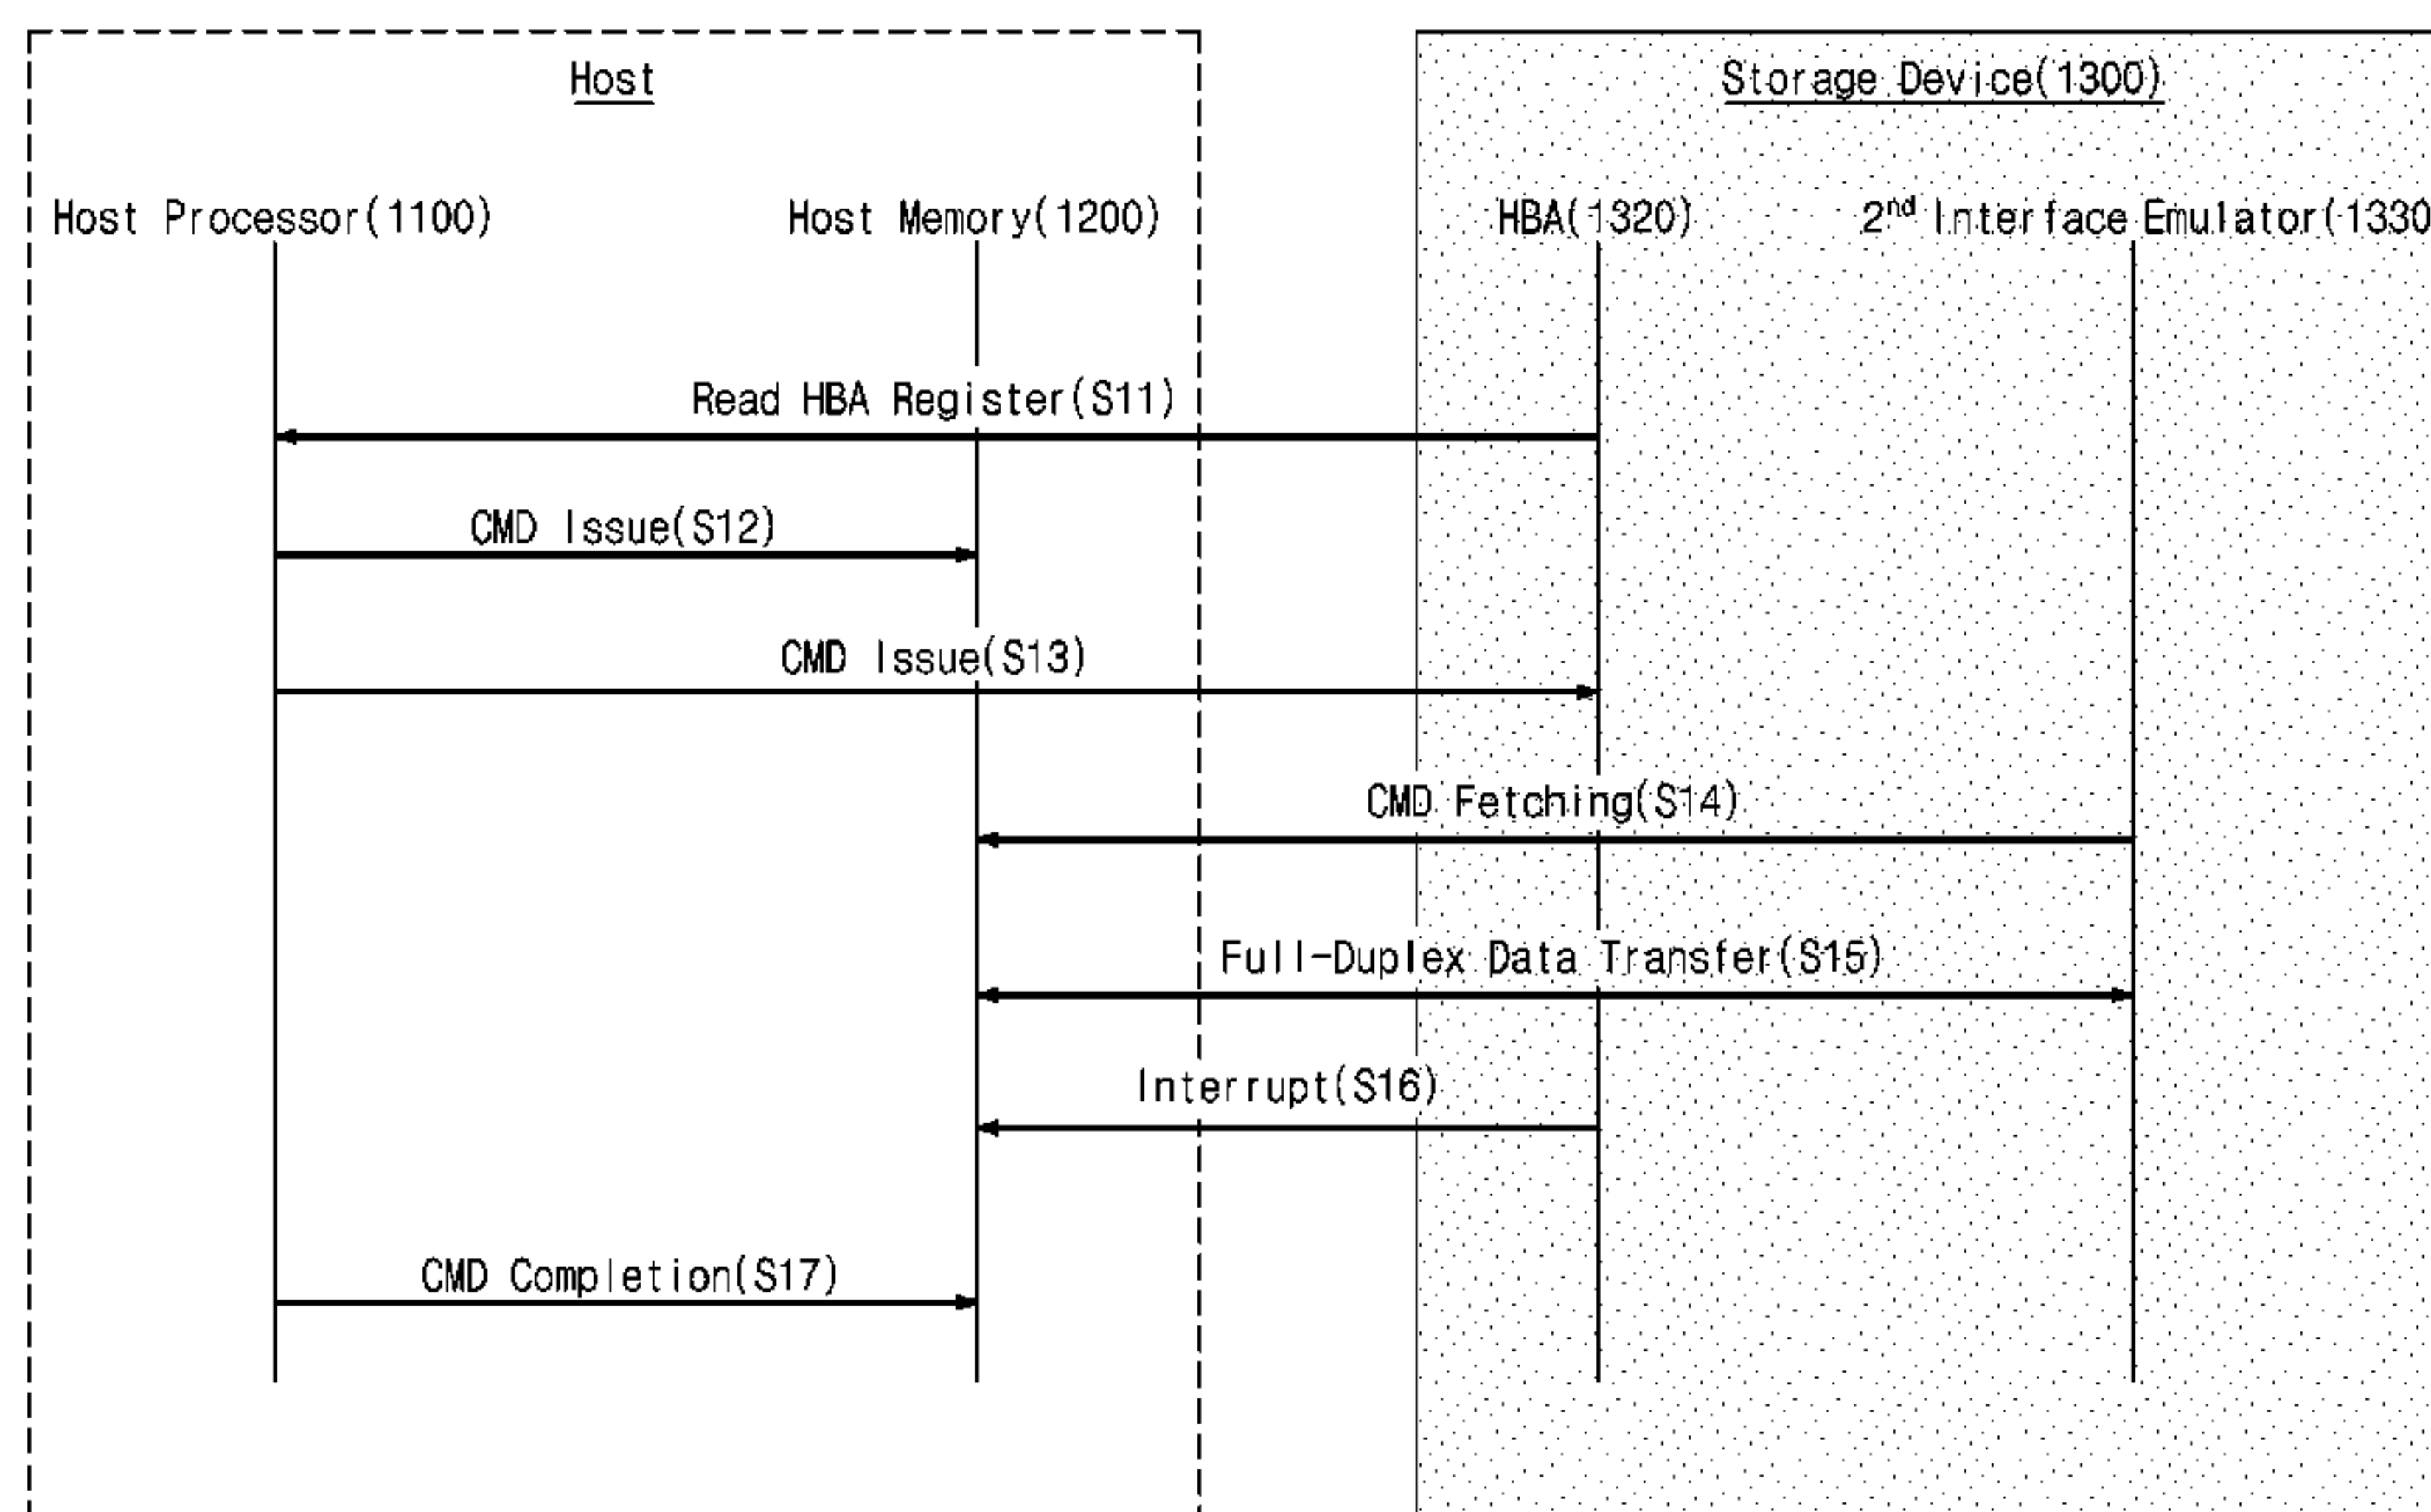 Host
Storage Device(1300)
Host Processor(1100)
Host Memory(1200)
HBA(1320)
2nd Interface Emulator(1330
Read HBA Register(S11)
CMD Issue(S12)
CMD Issue(S13)
CMD Fetching(S14)
Full-Duplex Data Transfer(S15)
Interrupt(S16)
CMD Completion(S17)